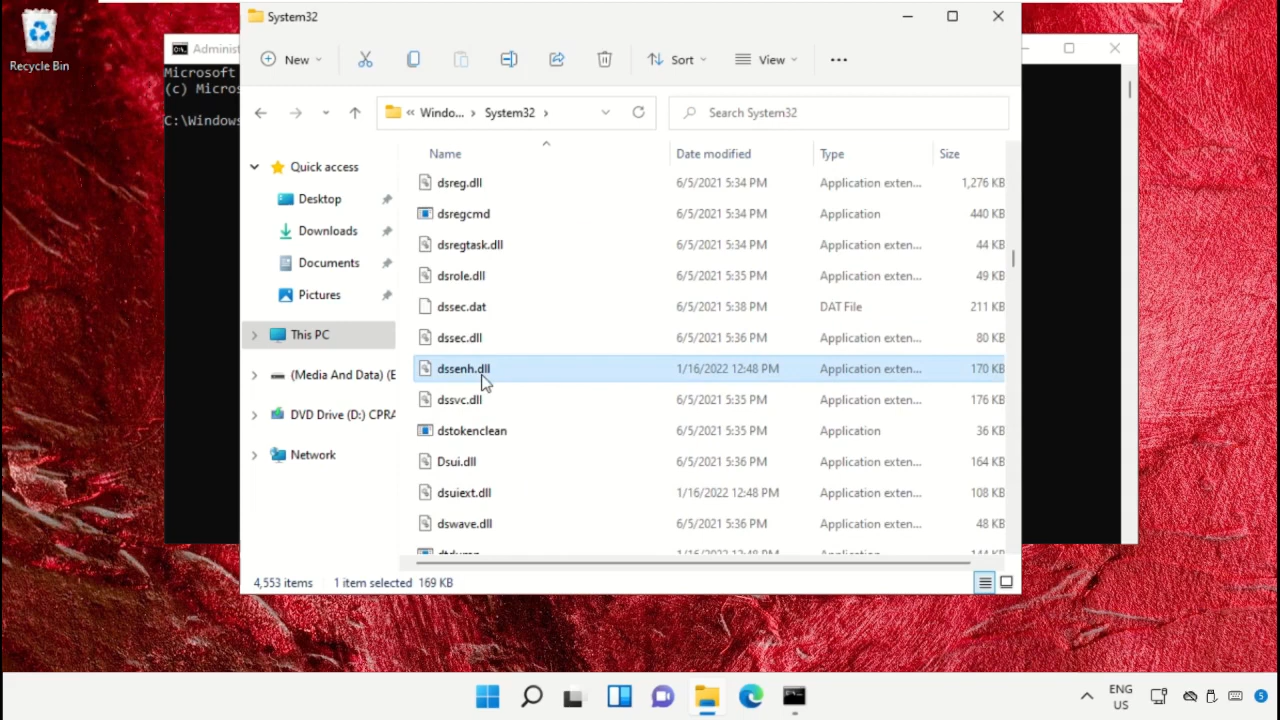 Recycle Bin
Administ
Microsoft
(c) Micros
C:\Windows
System32
New
Sort
View
« Windo... › System32 ›
Search System32
Quick access
Desktop
Downloads
Documents
Pictures
This PC
(Media And Data) (E
DVD Drive (D:) CPRA
Network
Name Date modified Type Size
dsreg.dll 6/5/2021 5:34 PM Application exten... 1,276 KB
dsregcmd 6/5/2021 5:34 PM Application 440 KB
dsregtask.dll 6/5/2021 5:34 PM Application exten... 44 KB
dsrole.dll 6/5/2021 5:35 PM Application exten... 49 KB
dssec.dat 6/5/2021 5:38 PM DAT File 211 KB
dssec.dll 6/5/2021 5:36 PM Application exten... 80 KB
dssenh.dll 1/16/2022 12:48 PM Application exten... 170 KB
dssvc.dll 6/5/2021 5:35 PM Application exten... 176 KB
dstokenclean 6/5/2021 5:35 PM Application 36 KB
Dsui.dll 6/5/2021 5:36 PM Application exten... 164 KB
dsuiext.dll 1/16/2022 12:48 PM Application exten... 108 KB
dswave.dll 6/5/2021 5:36 PM Application exten... 48 KB
4,553 items 1 item selected 169 KB
ENG
US
5